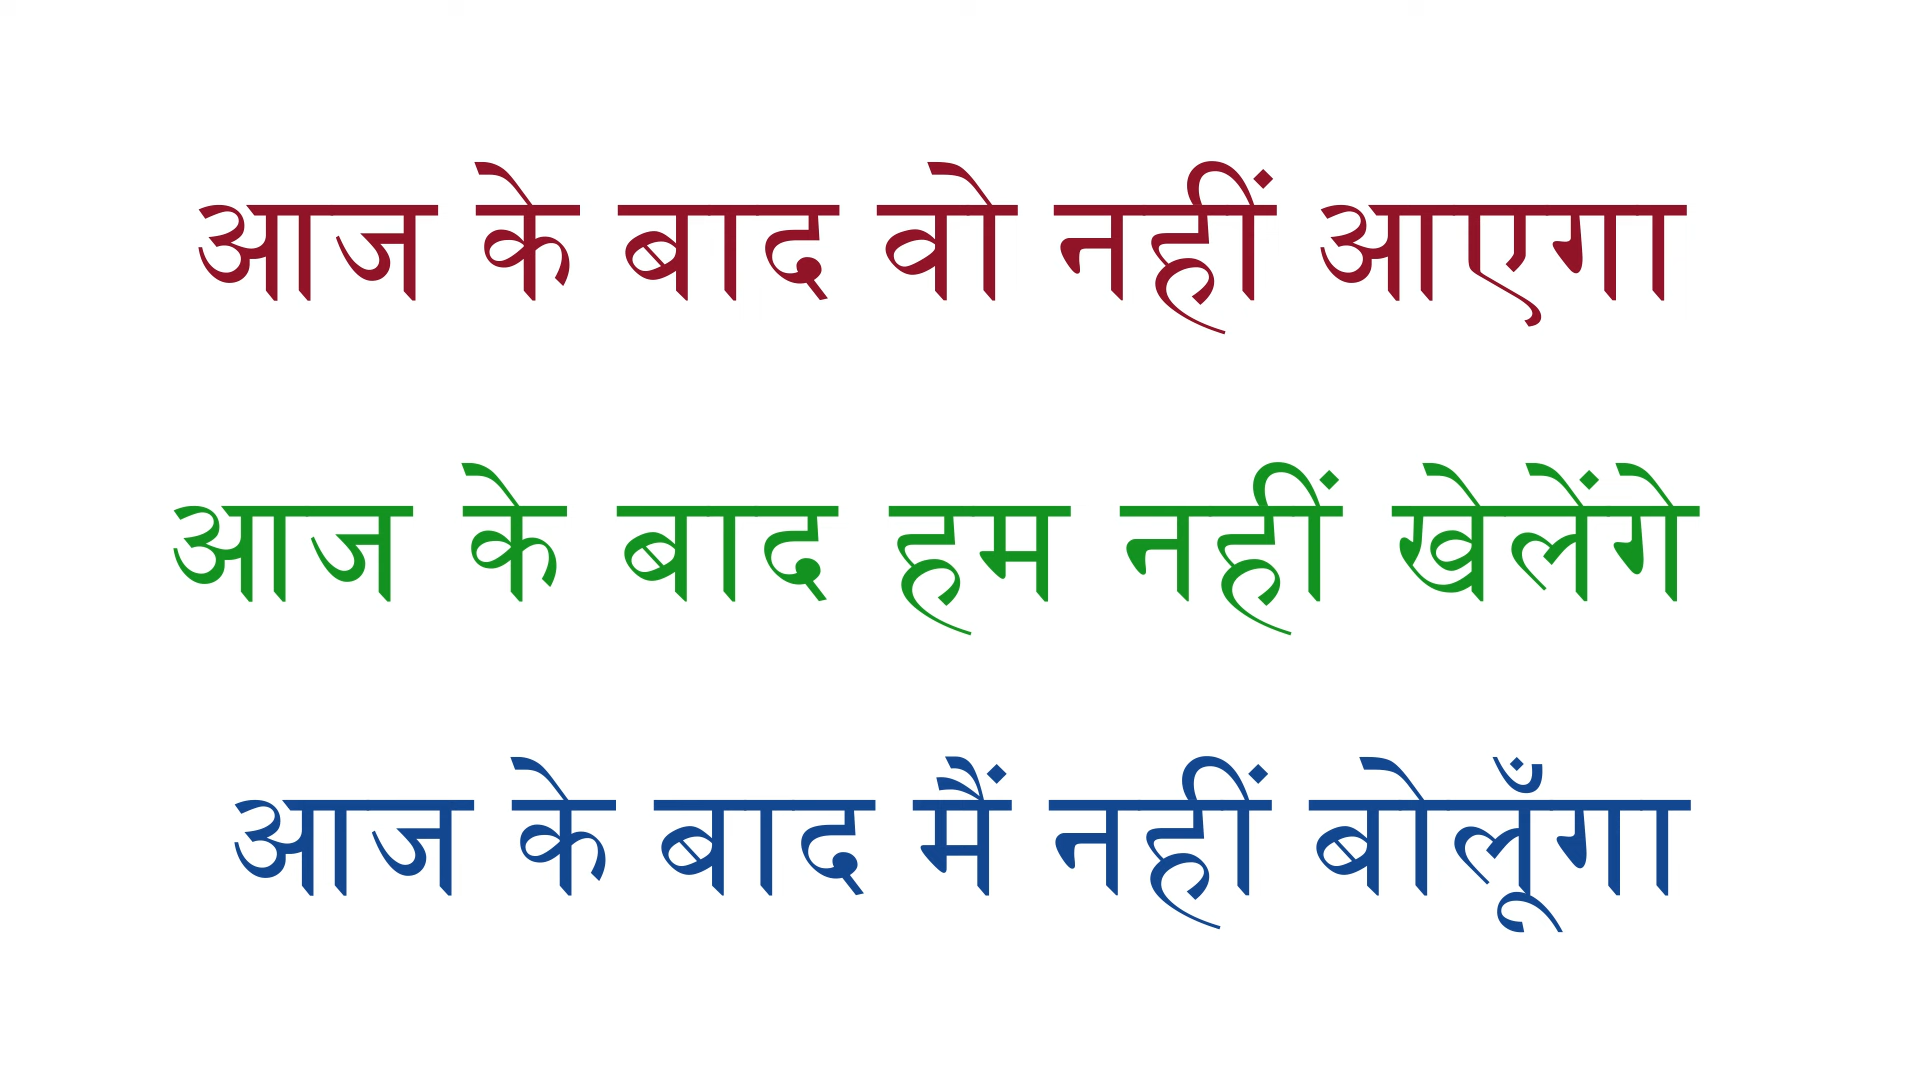 आज के बाद वो नहीं आएगा
आज के बाद हम नहीं खेलेंगे
आज के बाद मैं नहीं बोलूँगा